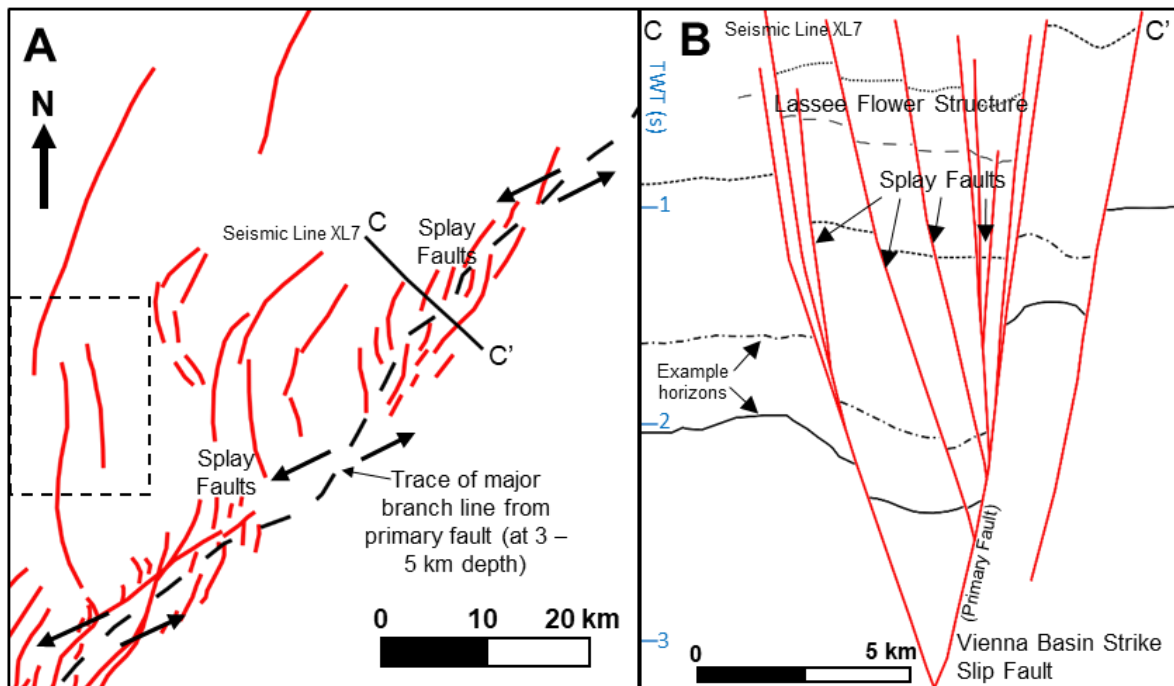 A
N
Seismic Line XL7
C
Splay
Faults
C'
Splay
Faults
Trace of major
branch line from
primary fault (at 3 –
5 km depth)
0 10 20 km
C
B
C'
Seismic Line XL7
TWT (s)
Lassee Flower Structure
Splay Faults
1
Example
horizons
2
(Primary Fault)
3
Vienna Basin Strike
Slip Fault
0 5 km